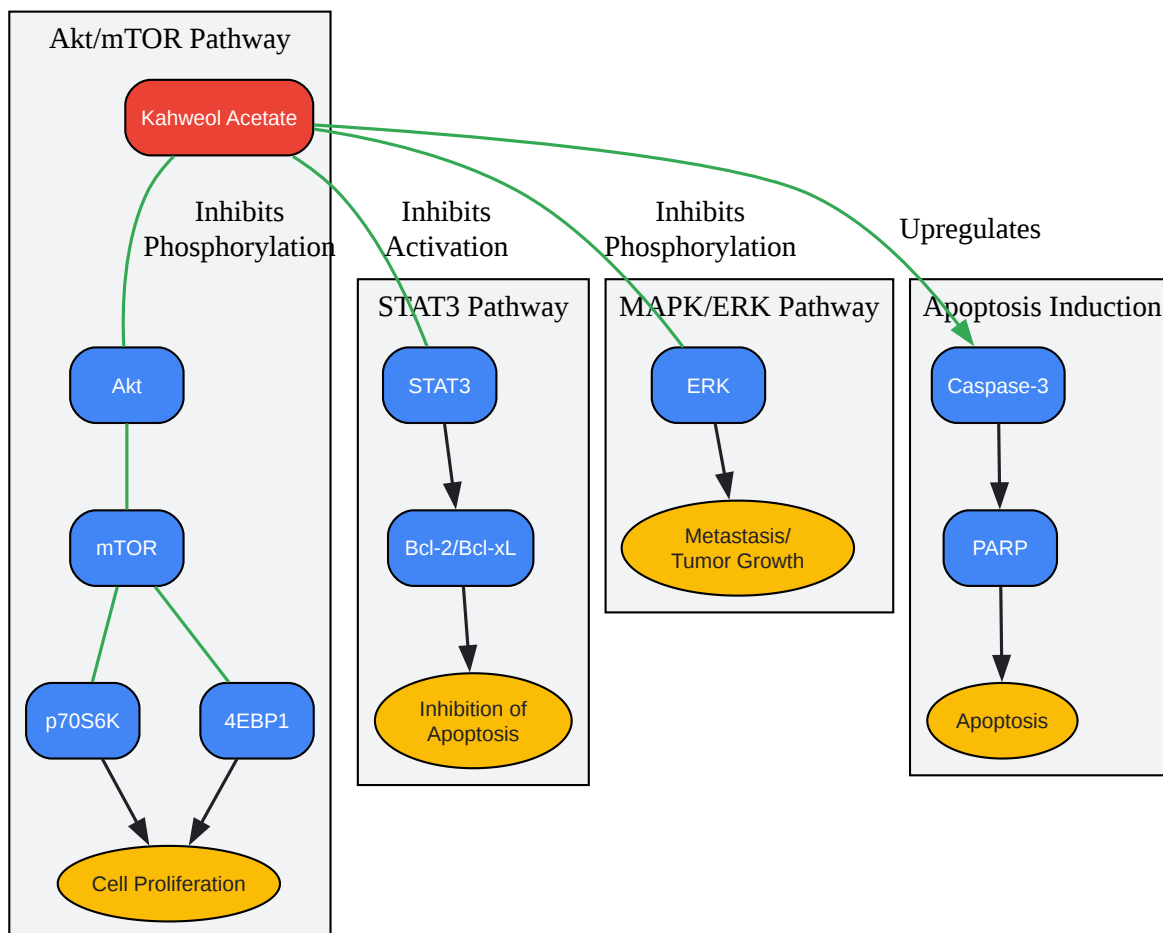 Akt/mTOR Pathway
Kahweol Acetate
Inhibits
Phosphorylation
Inhibits
Activation
Inhibits
Phosphorylation
Upregulates
STAT3 Pathway
MAPK/ERK Pathway
Apoptosis Induction
Akt
STAT3
ERK
Caspase-3
mTOR
Bcl-2/Bcl-xL
Metastasis/
Tumor Growth
PARP
p70S6K
4EBP1
Inhibition of
Apoptosis
Apoptosis
Cell Proliferation